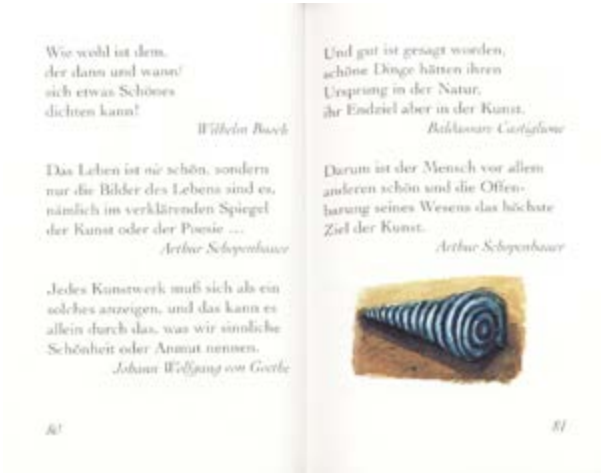 Wie wohl ist dem,
der dann und wann!
sich etwas Schönes
dichten kann!
Wilhelm Busch
Das Leben ist nie schön, sondern
nur die Bilder des Lebens sind es,
nämlich im verklärenden Spiegel
der Kunst oder der Poesie ...
Arthur Schopenhauer
Jedes Kunstwerk muß sich als ein
solches anzeigen, und das kann es
allein durch das, was wir sinnliche
Schönheit oder Anmut nennen.
Johann Wolfgang von Goethe
80
Und gut ist gesagt worden,
schöne Dinge hätten ihren
Ursprung in der Natur,
ihr Endziel aber in der Kunst.
Baldassare Castiglione
Darum ist der Mensch vor allem
anderen schön und die Offen-
barung seines Wesens das höchste
Ziel der Kunst.
Arthur Schopenhauer
81